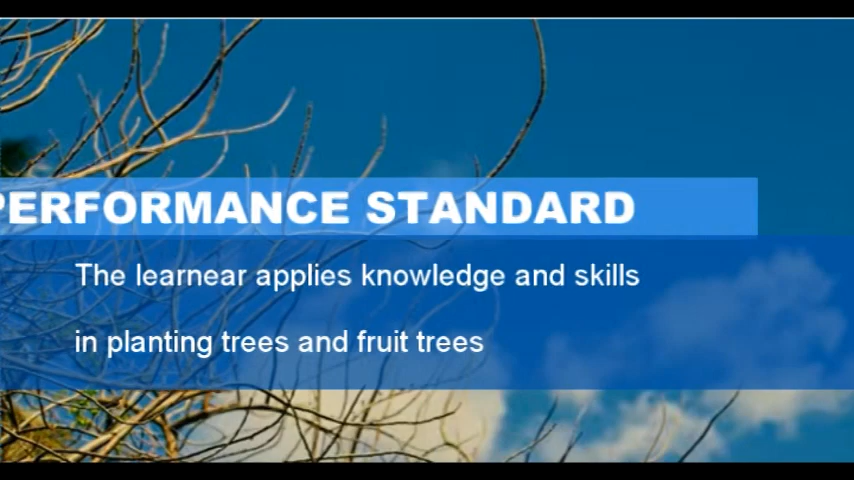 PERFORMANCE STANDARD
The learnear applies knowledge and skills
in planting trees and fruit trees